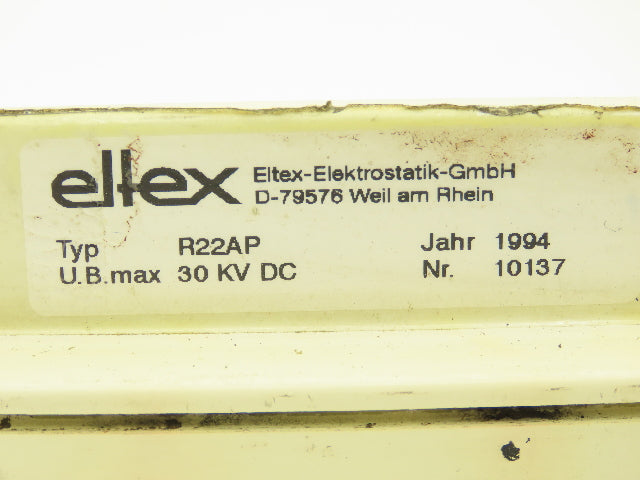 eltex Eltex-Elektrostatik-GmbH
D-79576 Weil am Rhein
Typ R22AP Jahr 1994
U.B.max 30 KV DC Nr. 10137